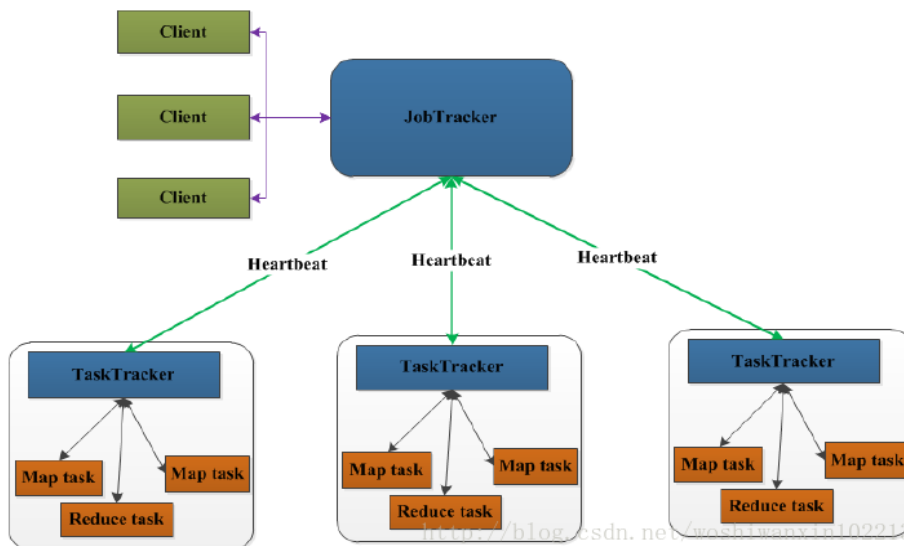 Client
Client
JobTracker
Client
Heartbeat
Heartbeat
Heartbeat
TaskTracker
Map task
Map task
Reduce task
TaskTracker
Map task
Map task
Reduce task
TaskTracker
Map task
Map task
Reduce task
http://blog.csdn.net/woshiwanxin102213